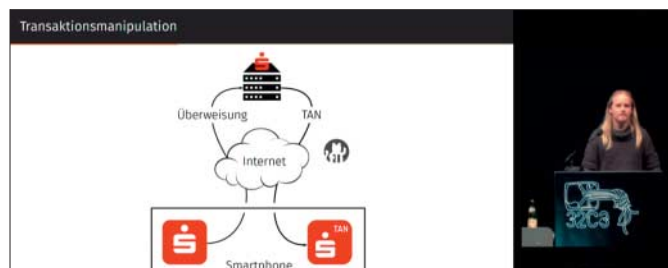 Transaktionsmanipulation
Überweisung
TAN
Internet
TAN
Smartphone
32C3